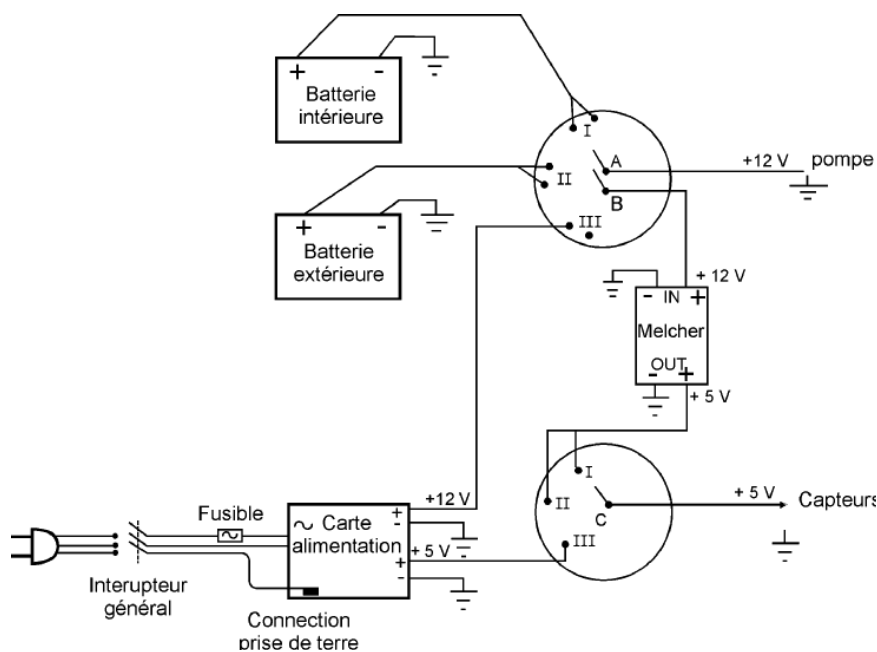 + -
Batterie
intérieure
I
A
+12 V
pompe
II
B
+ -
Batterie
extérieure
III
+ 12 V
- IN +
Melcher
OUT
- +
+ 5 V
I
II
C
+ 5 V
Capteurs
III
+12 V
Fusible
~
~ Carte
alimentation
+
-
+ 5 V
+
-
Interupteur
général
Connection
prise de terre